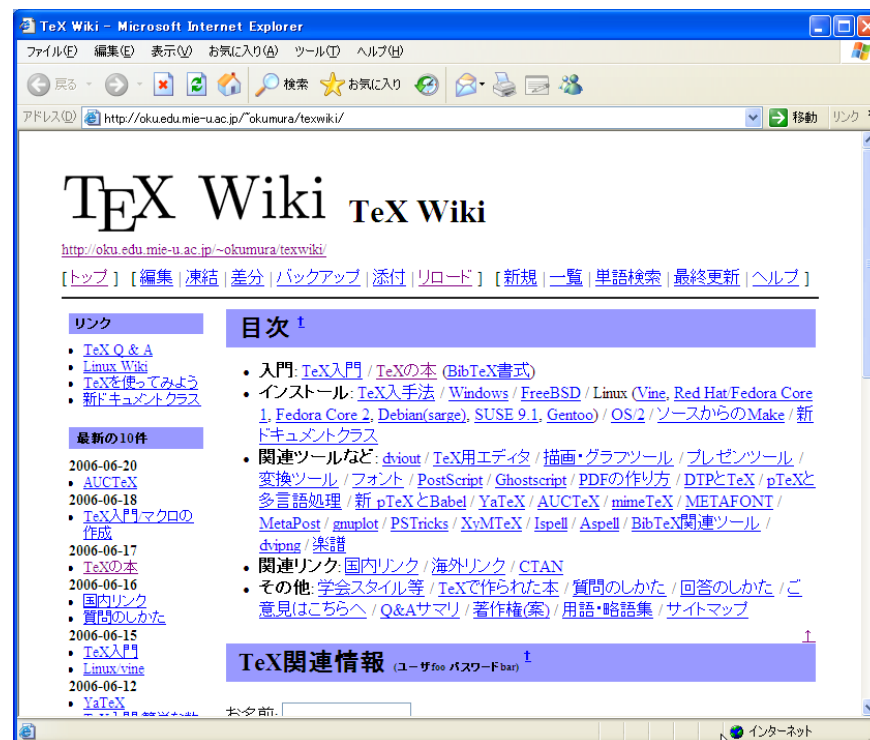 TeX Wiki - Microsoft Internet Explorer
ファイル(F) 編集(E) 表示(V) お気に入り(A) ツール(T) ヘルプ(H)
戻る 検索 お気に入り
アドレス(D) http://oku.edu.mie-u.ac.jp/~okumura/texwiki/ 移動 リンク
TEX Wiki TeX Wiki
http://oku.edu.mie-u.ac.jp/~okumura/texwiki/
[ トップ ] [ 編集 | 凍結 | 差分 | バックアップ | 添付 | リロード ] [ 新規 | 一覧 | 単語検索 | 最終更新 | ヘルプ ]
リンク
• TeX Q & A
• Linux Wiki
• TeXを使ってみよう
• 新ドキュメントクラス
最新の10件
2006-06-20
• AUCTeX
2006-06-18
• TeX入門/マクロの
作成
2006-06-17
• TeXの本
2006-06-16
• 国内リンク
• 質問のしかた
2006-06-15
• TeX入門
• Linux/vine
2006-06-12
• YaTeX
目次 †
• 入門: TeX入門 / TeXの本 (BibTeX書式)
• インストール: TeX入手法 / Windows / FreeBSD / Linux (Vine, Red Hat/Fedora Core
1, Fedora Core 2, Debian(sarge), SUSE 9.1, Gentoo) / OS/2 / ソースからのMake / 新
ドキュメントクラス
• 関連ツールなど: dviout / TeX用エディタ / 描画・グラフツール / プレゼンツール /
変換ツール / フォント / PostScript / Ghostscript / PDFの作り方 / DTPとTeX / pTeXと
多言語処理 / 新 pTeXとBabel / YaTeX / AUCTeX / mimeTeX / METAFONT /
MetaPost / gnuplot / PSTricks / XyMTeX / Ispell / Aspell / BibTeX関連ツール /
dvipng / 楽譜
• 関連リンク: 国内リンク / 海外リンク / CTAN
• その他: 学会スタイル等 / TeXで作られた本 / 質問のしかた / 回答のしかた / ご
意見はこちらへ / Q&Aサマリ / 著作権(案) / 用語・略語集 / サイトマップ
↑
TeX関連情報 (ユーザfoo パスワードbar) †
お名前:
インターネット